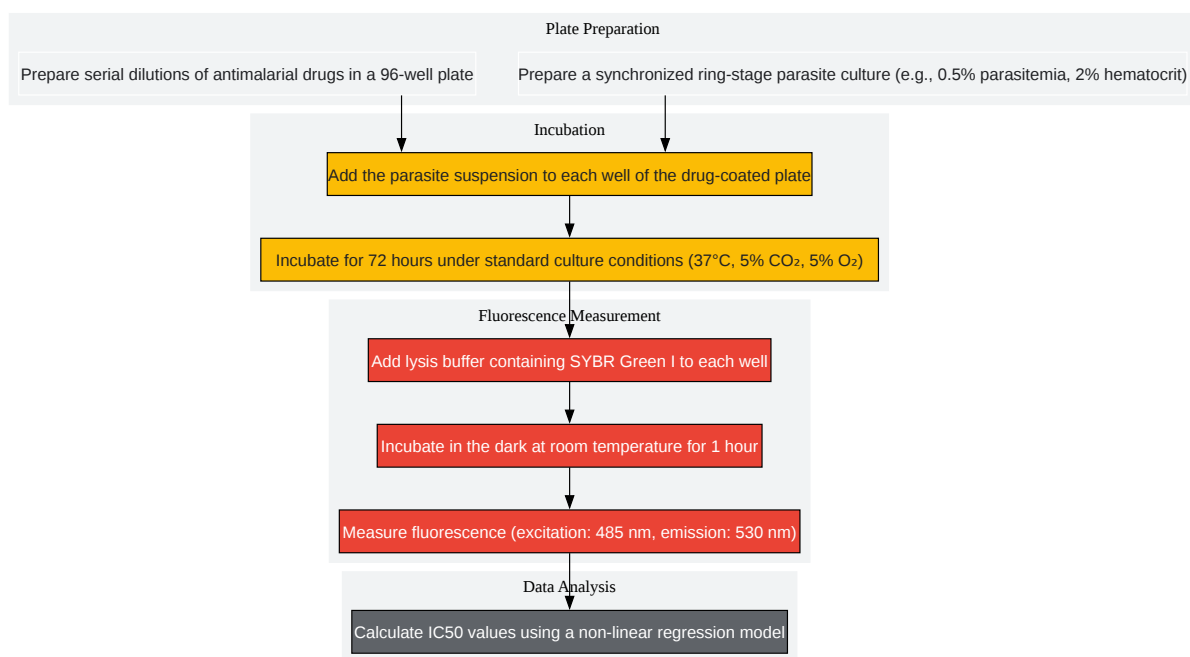 Plate Preparation
Prepare serial dilutions of antimalarial drugs in a 96-well plate
Prepare a synchronized ring-stage parasite culture (e.g., 0.5% parasitemia, 2% hematocrit)
Incubation
Add the parasite suspension to each well of the drug-coated plate
Incubate for 72 hours under standard culture conditions (37°C, 5% CO₂, 5% O₂)
Fluorescence Measurement
Add lysis buffer containing SYBR Green I to each well
Incubate in the dark at room temperature for 1 hour
Measure fluorescence (excitation: 485 nm, emission: 530 nm)
Data Analysis
Calculate IC50 values using a non-linear regression model